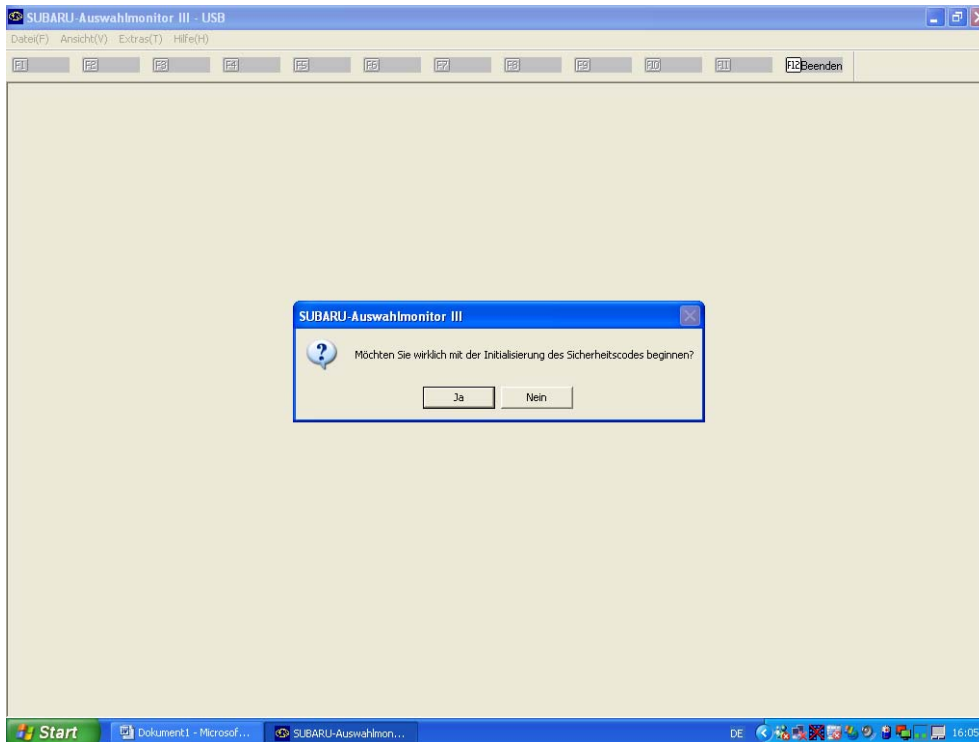 SUBARU-Auswahlmonitor III - USB
Datei(F) Ansicht(V) Extras(T) Hilfe(H)
F1 F2 F3 F4 F5 F6 F7 F8 F9 F10 F11 F12 Beenden
SUBARU-Auswahlmonitor III
Möchten Sie wirklich mit der Initialisierung des Sicherheitscodes beginnen?
Ja Nein
Start Dokument1 - Microsof... SUBARU-Auswahlmon... DE